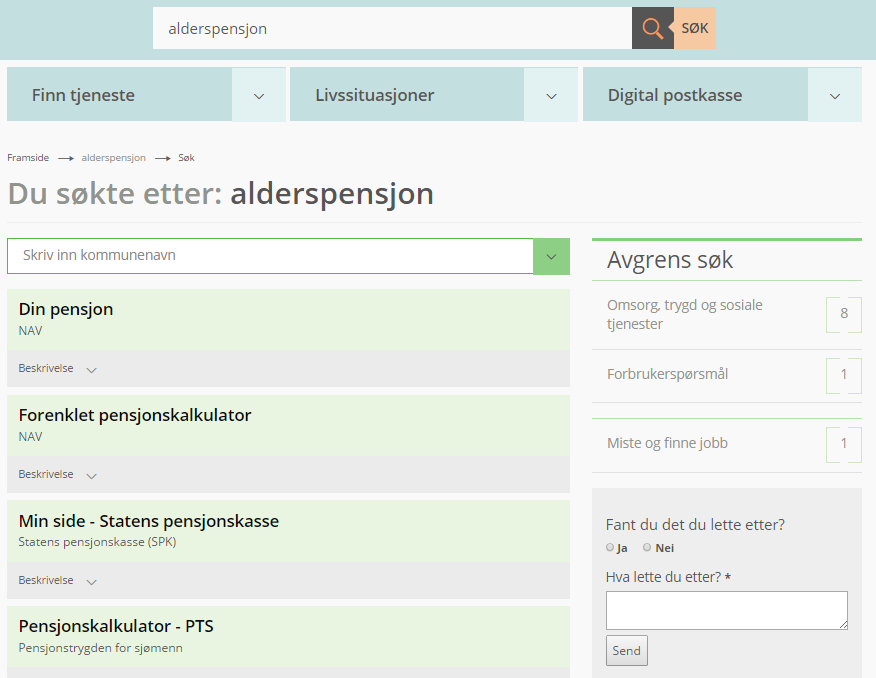 alderspensjon
SØK
Finn tjeneste
Livssituasjoner
Digital postkasse
Framside → alderspensjon → Søk
Du søkte etter: alderspensjon
Skriv inn kommunenavn
Din pensjon
NAV
Beskrivelse
Forenklet pensjonskalkulator
NAV
Beskrivelse
Min side - Statens pensjonskasse
Statens pensjonskasse (SPK)
Beskrivelse
Pensjonskalkulator - PTS
Pensjonstrygden for sjømenn
Avgrens søk
Omsorg, trygd og sosiale
tjenester
8
Forbrukerspørsmål
1
Miste og finne jobb
1
Fant du det du lette etter?
Ja Nei
Hva lette du etter? *
Send